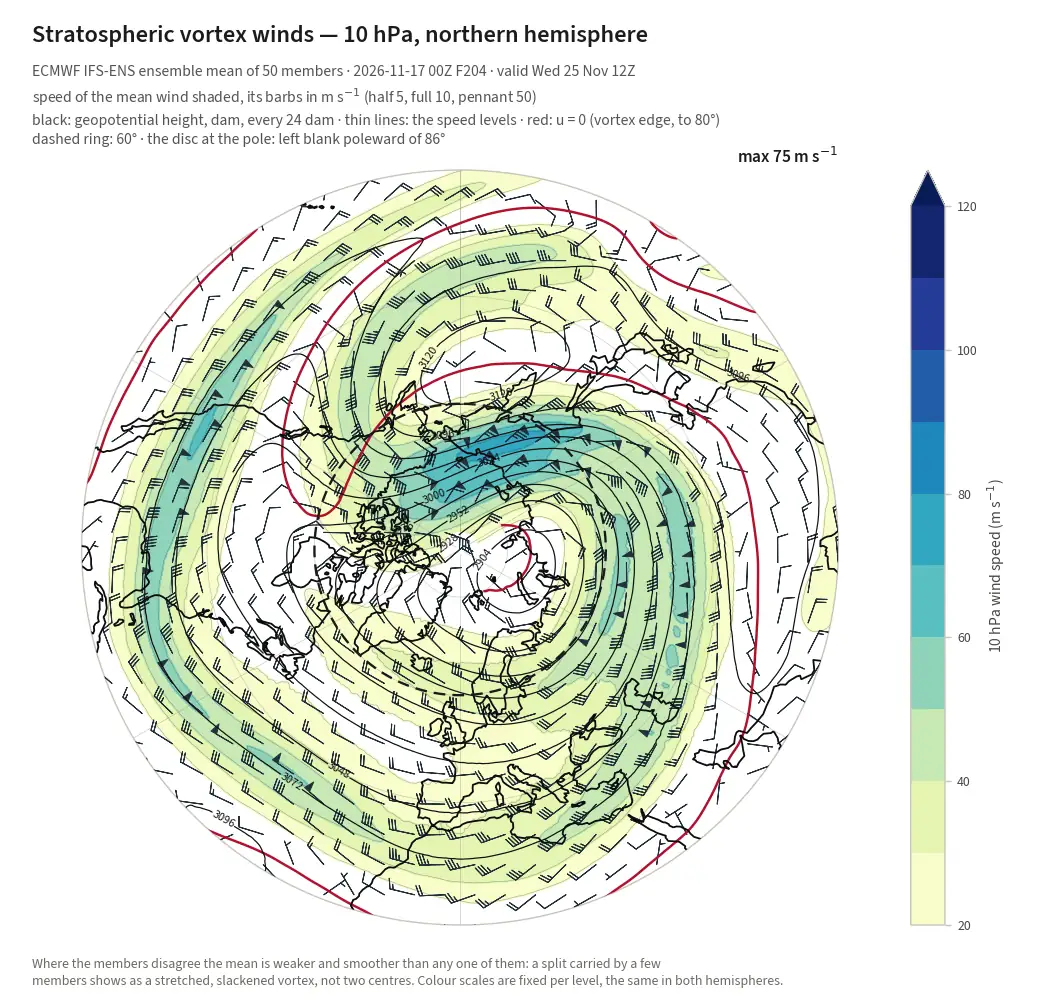 Stratospheric vortex winds — 10 hPa, northern hemisphere
ECMWF IFS-ENS ensemble mean of 50 members · 2026-11-17 00Z F204 · valid Wed 25 Nov 12Z
speed of the mean wind shaded, its barbs in m s⁻¹ (half 5, full 10, pennant 50)
black: geopotential height, dam, every 24 dam · thin lines: the speed levels · red: u = 0 (vortex edge, to 80°)
dashed ring: 60° · the disc at the pole: left blank poleward of 86°
max 75 m s⁻¹
120
100
80
60
40
20
10 hPa wind speed (m s⁻¹)
3120
3096
3000
2952
2928
2904
3048
3072
3096
Where the members disagree the mean is weaker and smoother than any one of them: a split carried by a few
members shows as a stretched, slackened vortex, not two centres. Colour scales are fixed per level, the same in both hemispheres.